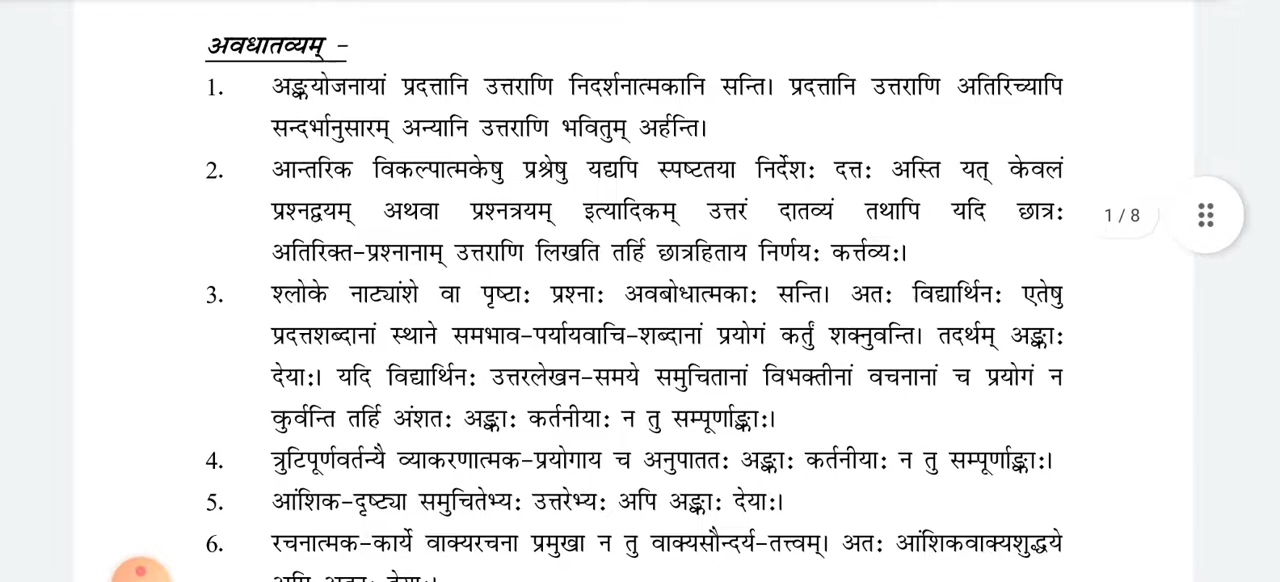 अवधातव्यम् -
1. अङ्कयोजनायां प्रदत्तानि उत्तराणि निदर्शनात्मकानि सन्ति। प्रदत्तानि उत्तराणि अतिरिच्यापि
सन्दर्भानुसारम् अन्यानि उत्तराणि भवितुम् अर्हन्ति।
2. आन्तरिक विकल्पात्मकेषु प्रश्नेषु यद्यपि स्पष्टतया निर्देशः दत्तः अस्ति यत् केवलं
प्रश्नद्वयम् अथवा प्रश्नत्रयम् इत्यादिकम् उत्तरं दातव्यं तथापि यदि छात्रः
1 / 8
अतिरिक्त-प्रश्नानाम् उत्तराणि लिखति तर्हि छात्रहिताय निर्णयः कर्त्तव्यः।
3. श्लोके नाट्यांशे वा पृष्टाः प्रश्नाः अवबोधात्मकाः सन्ति। अतः विद्यार्थिनः एतेषु
प्रदत्तशब्दानां स्थाने समभाव-पर्यायवाचि-शब्दानां प्रयोगं कर्तुं शक्नुवन्ति। तदर्थम् अङ्काः
देयाः। यदि विद्यार्थिनः उत्तरलेखन-समये समुचितानां विभक्तीनां वचनानां च प्रयोगं न
कुर्वन्ति तर्हि अंशतः अङ्काः कर्तनीयाः न तु सम्पूर्णाङ्काः।
4. त्रुटिपूर्णवर्तन्यै व्याकरणात्मक-प्रयोगाय च अनुपाततः अङ्काः कर्तनीयाः न तु सम्पूर्णाङ्काः।
5. आंशिक-दृष्ट्या समुचितेभ्यः उत्तरेभ्यः अपि अङ्काः देयाः।
6. रचनात्मक-कार्ये वाक्यरचना प्रमुखा न तु वाक्यसौन्दर्य-तत्त्वम्। अतः आंशिकवाक्यशुद्धये